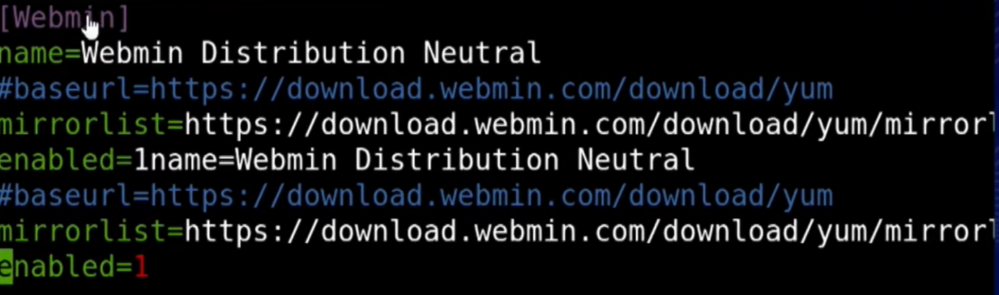 [Webmin]
name=Webmin Distribution Neutral
#baseurl=https://download.webmin.com/download/yum
mirrorlist=https://download.webmin.com/download/yum/mirrorl
enabled=1name=Webmin Distribution Neutral
#baseurl=https://download.webmin.com/download/yum
mirrorlist=https://download.webmin.com/download/yum/mirrorl
enabled=1